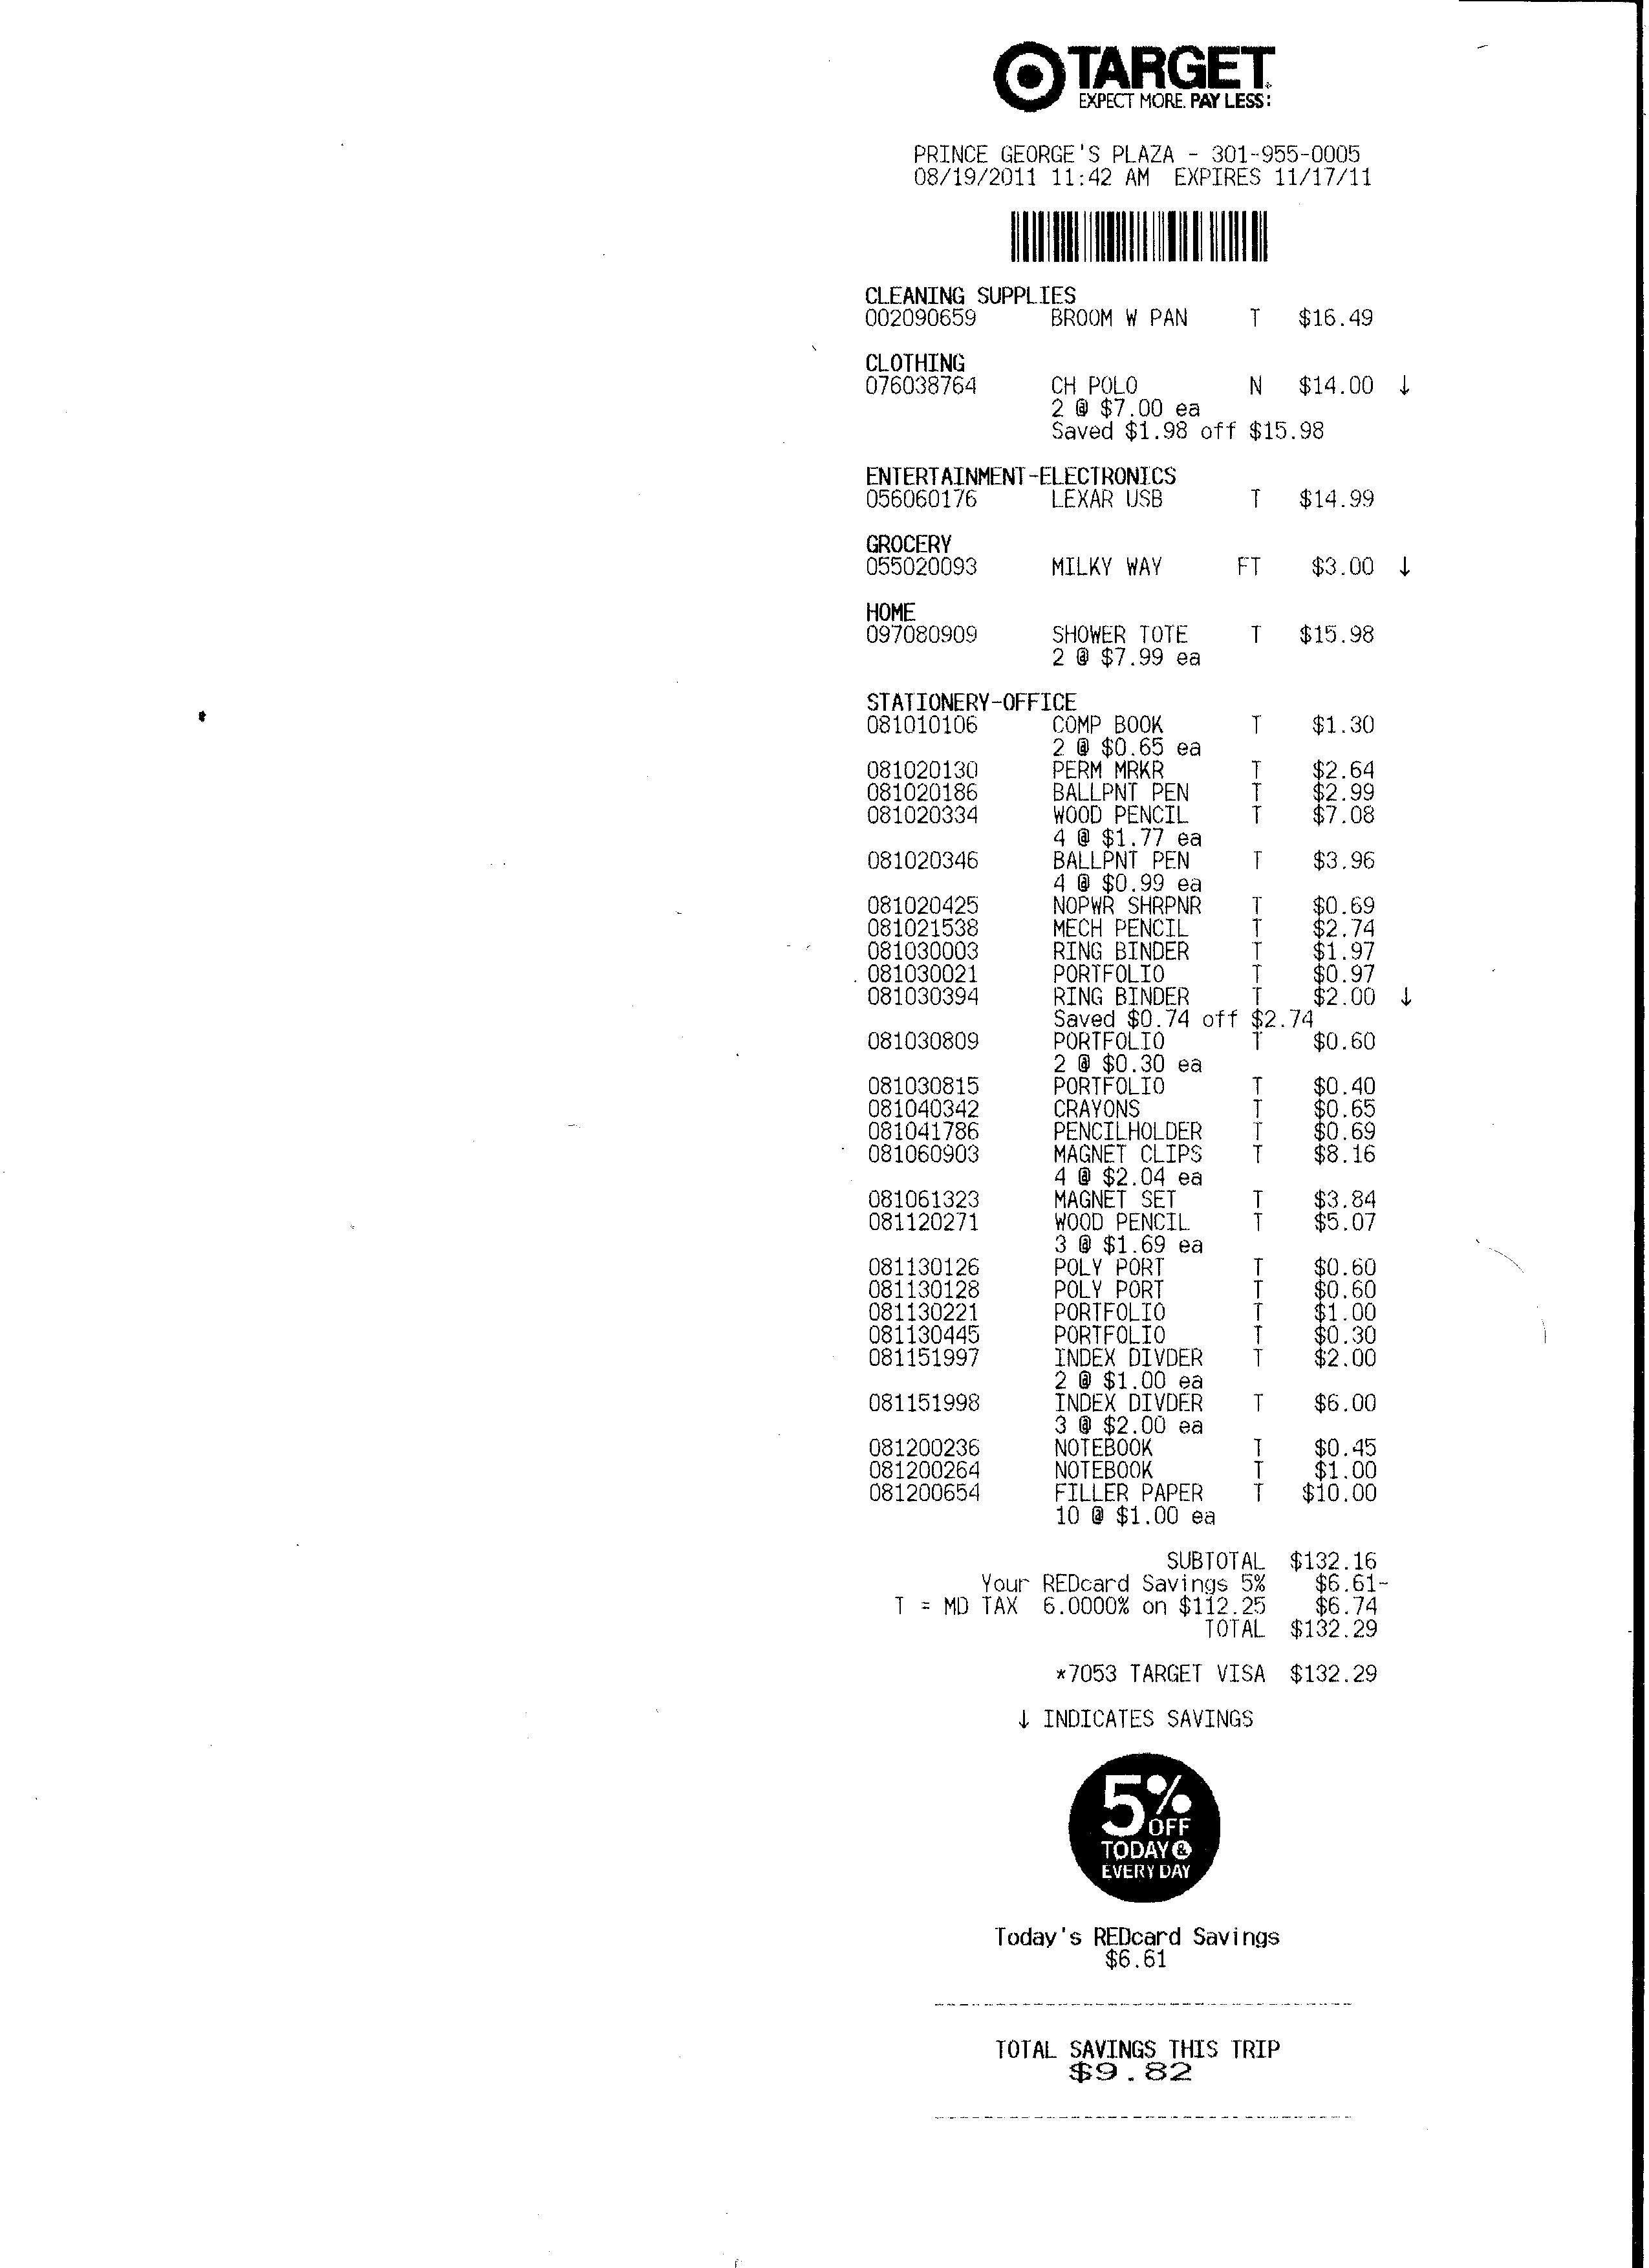 TARGET
EXPECT MORE. PAY LESS.
PRINCE GEORGE'S PLAZA - 301-955-0005
08/19/2011 11:42 AM EXPIRES 11/17/11
CLEANING SUPPLIES
002090659 BROOM W PAN T $16.49
CLOTHING
076038764 CH POLO N $14.00 ↓
2 @ $7.00 ea
Saved $1.98 off $15.98
ENTERTAINMENT-ELECTRONICS
056060176 LEXAR USB T $14.99
GROCERY
055020093 MILKY WAY FT $3.00 ↓
HOME
097080909 SHOWER TOTE T $15.98
2 @ $7.99 ea
STATIONERY-OFFICE
081010106 COMP BOOK T $1.30
2 @ $0.65 ea
081020130 PERM MRKR T $2.64
081020186 BALLPNT PEN T $2.99
081020334 WOOD PENCIL T $7.08
4 @ $1.77 ea
081020346 BALLPNT PEN T $3.96
4 @ $0.99 ea
081020425 NOPWR SHRPNR T $0.69
081021538 MECH PENCIL T $2.74
081030003 RING BINDER T $1.97
081030021 PORTFOLIO T $0.97
081030394 RING BINDER T $2.00 ↓
Saved $0.74 off $2.74
081030809 PORTFOLIO T $0.60
2 @ $0.30 ea
081030815 PORTFOLIO T $0.40
081040342 CRAYONS T $0.65
081041786 PENCILHOLDER T $0.69
081060903 MAGNET CLIPS T $8.16
4 @ $2.04 ea
081061323 MAGNET SET T $3.84
081120271 WOOD PENCIL T $5.07
3 @ $1.69 ea
081130126 POLY PORT T $0.60
081130128 POLY PORT T $0.60
081130221 PORTFOLIO T $1.00
081130445 PORTFOLIO T $0.30
081151997 INDEX DIVDER T $2.00
2 @ $1.00 ea
081151998 INDEX DIVDER T $6.00
3 @ $2.00 ea
081200236 NOTEBOOK T $0.45
081200264 NOTEBOOK T $1.00
081200654 FILLER PAPER T $10.00
10 @ $1.00 ea
SUBTOTAL $132.16
Your REDcard Savings 5% $6.61-
T = MD TAX 6.0000% on $112.25 $6.74
TOTAL $132.29
*7053 TARGET VISA $132.29
↓ INDICATES SAVINGS
5%
OFF
TODAY &
EVERY DAY
Today's REDcard Savings
$6.61
TOTAL SAVINGS THIS TRIP
$9.82